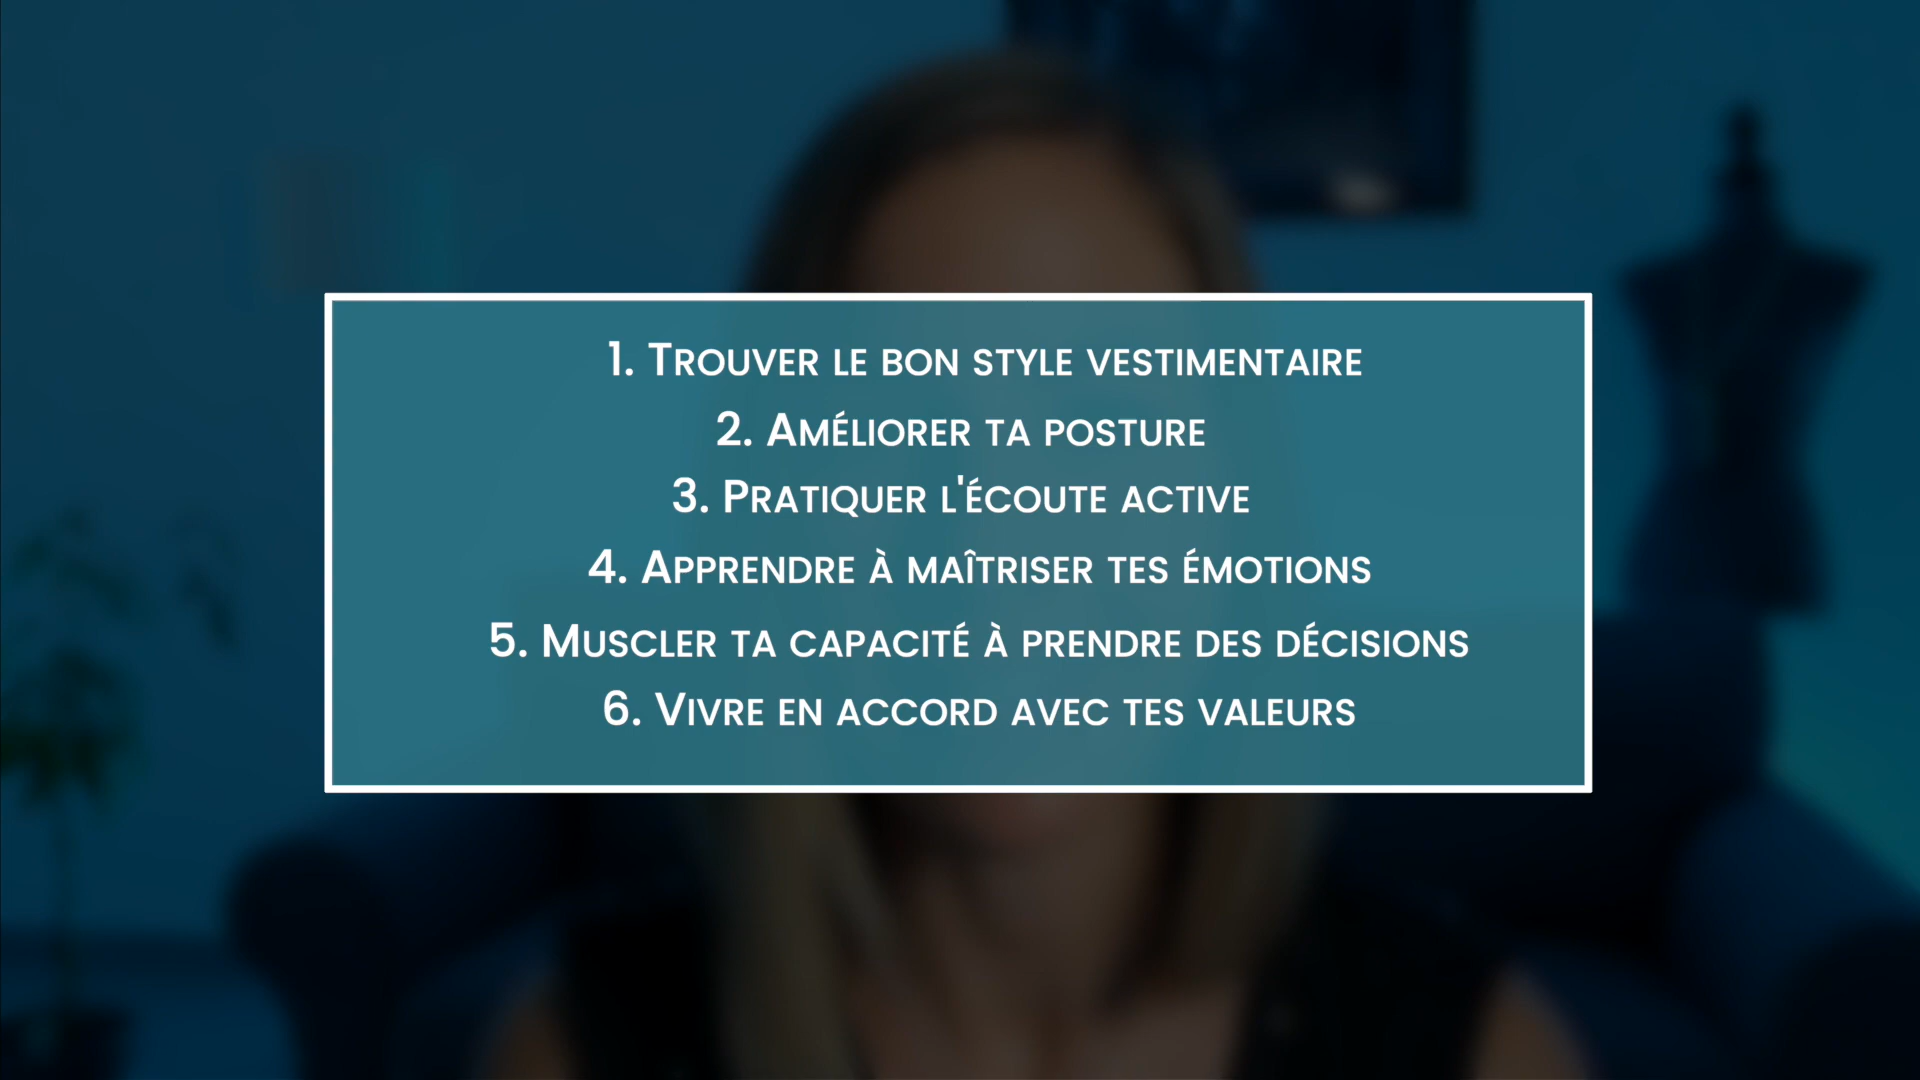 1. Trouver le bon style vestimentaire
2. Améliorer ta posture
3. Pratiquer l'écoute active
4. Apprendre à maîtriser tes émotions
5. Muscler ta capacité à prendre des décisions
6. Vivre en accord avec tes valeurs